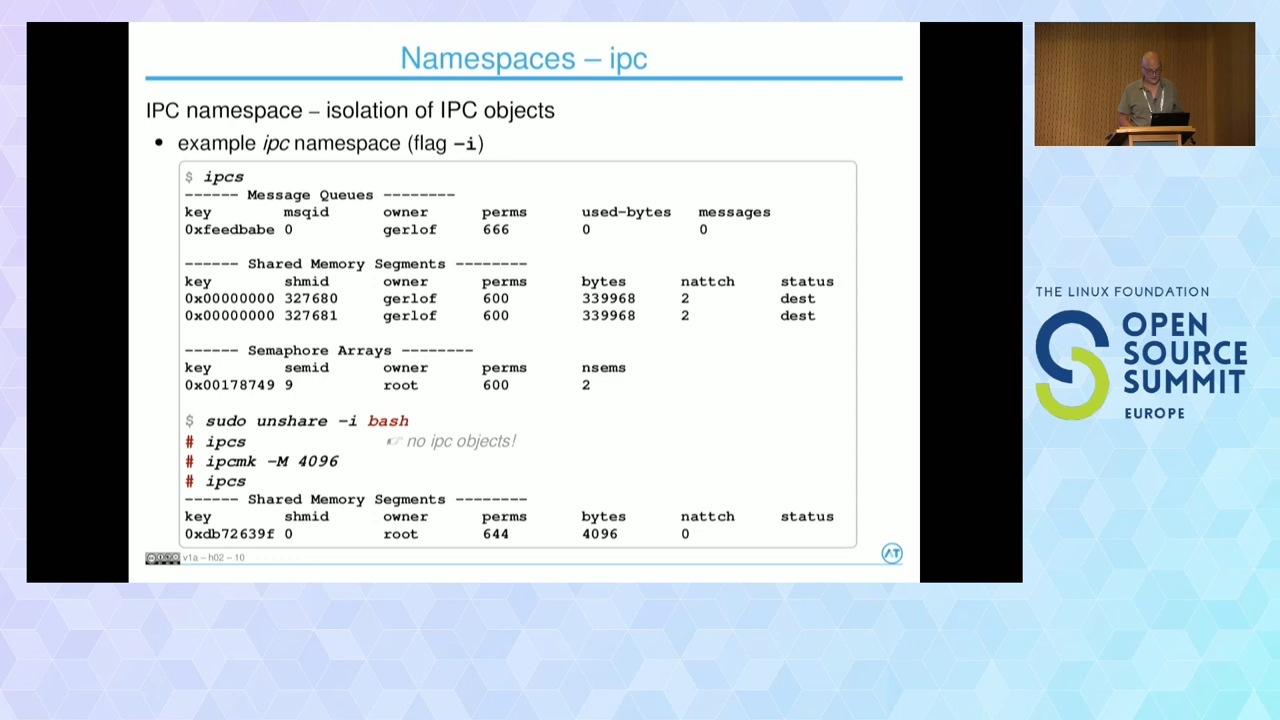 Namespaces – ipc
IPC namespace – isolation of IPC objects
• example ipc namespace (flag –i)
$ ipcs
------ Message Queues --------
key msqid owner perms used-bytes messages
0xfeedbabe 0 gerlof 666 0 0
------ Shared Memory Segments --------
key shmid owner perms bytes nattch status
0x00000000 327680 gerlof 600 339968 2 dest
0x00000000 327681 gerlof 600 339968 2 dest
------ Semaphore Arrays --------
key semid owner perms nsems
0x00178749 9 root 600 2
$ sudo unshare –i bash
# ipcs ☞ no ipc objects!
# ipcmk –M 4096
# ipcs
------ Shared Memory Segments --------
key shmid owner perms bytes nattch status
0xdb72639f 0 root 644 4096 0
v1a – h02 – 10
AT
THE LINUX FOUNDATION
OPEN
SOURCE
SUMMIT
EUROPE